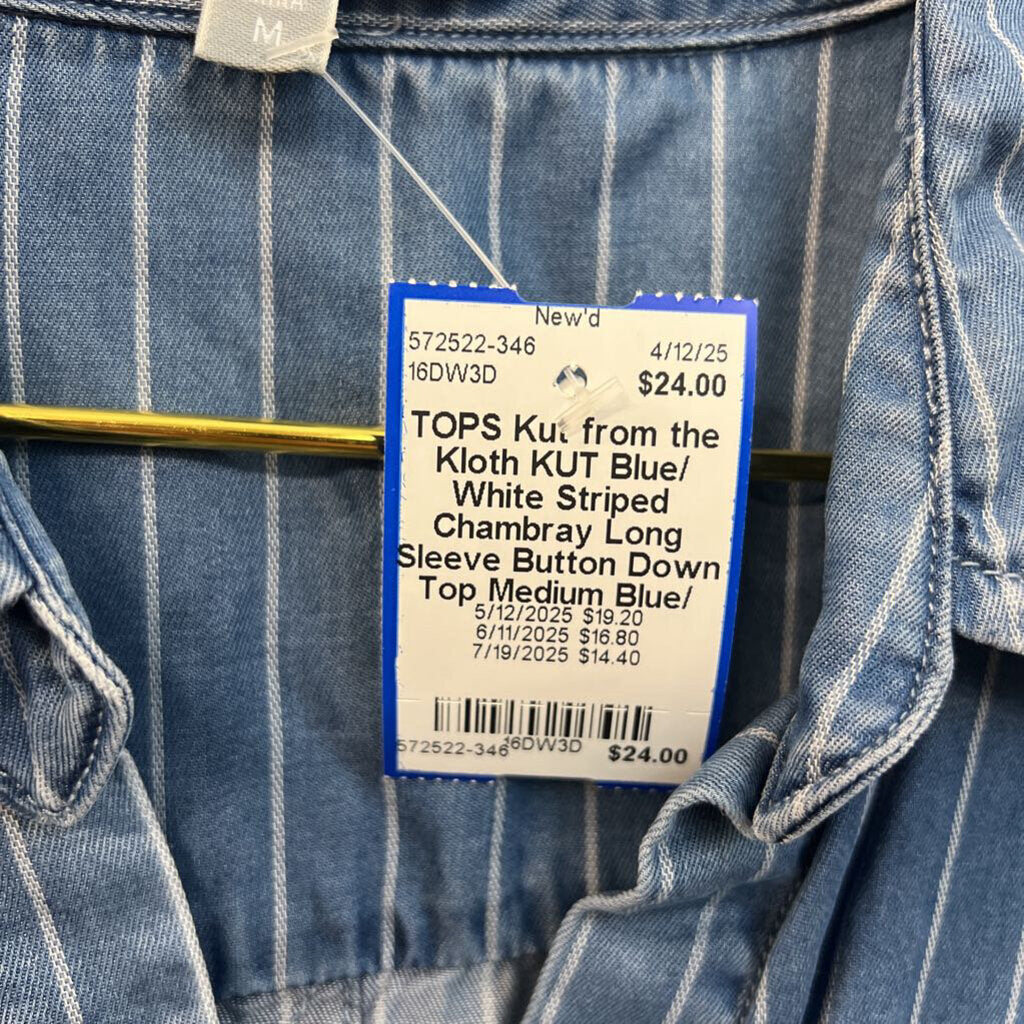 M
New'd
572522-346 4/12/25
16DW3D $24.00
TOPS Kut from the
Kloth KUT Blue/
White Striped
Chambray Long
Sleeve Button Down
Top Medium Blue/
5/12/2025 $19.20
6/11/2025 $16.80
7/19/2025 $14.40
572522-346 16DW3D $24.00